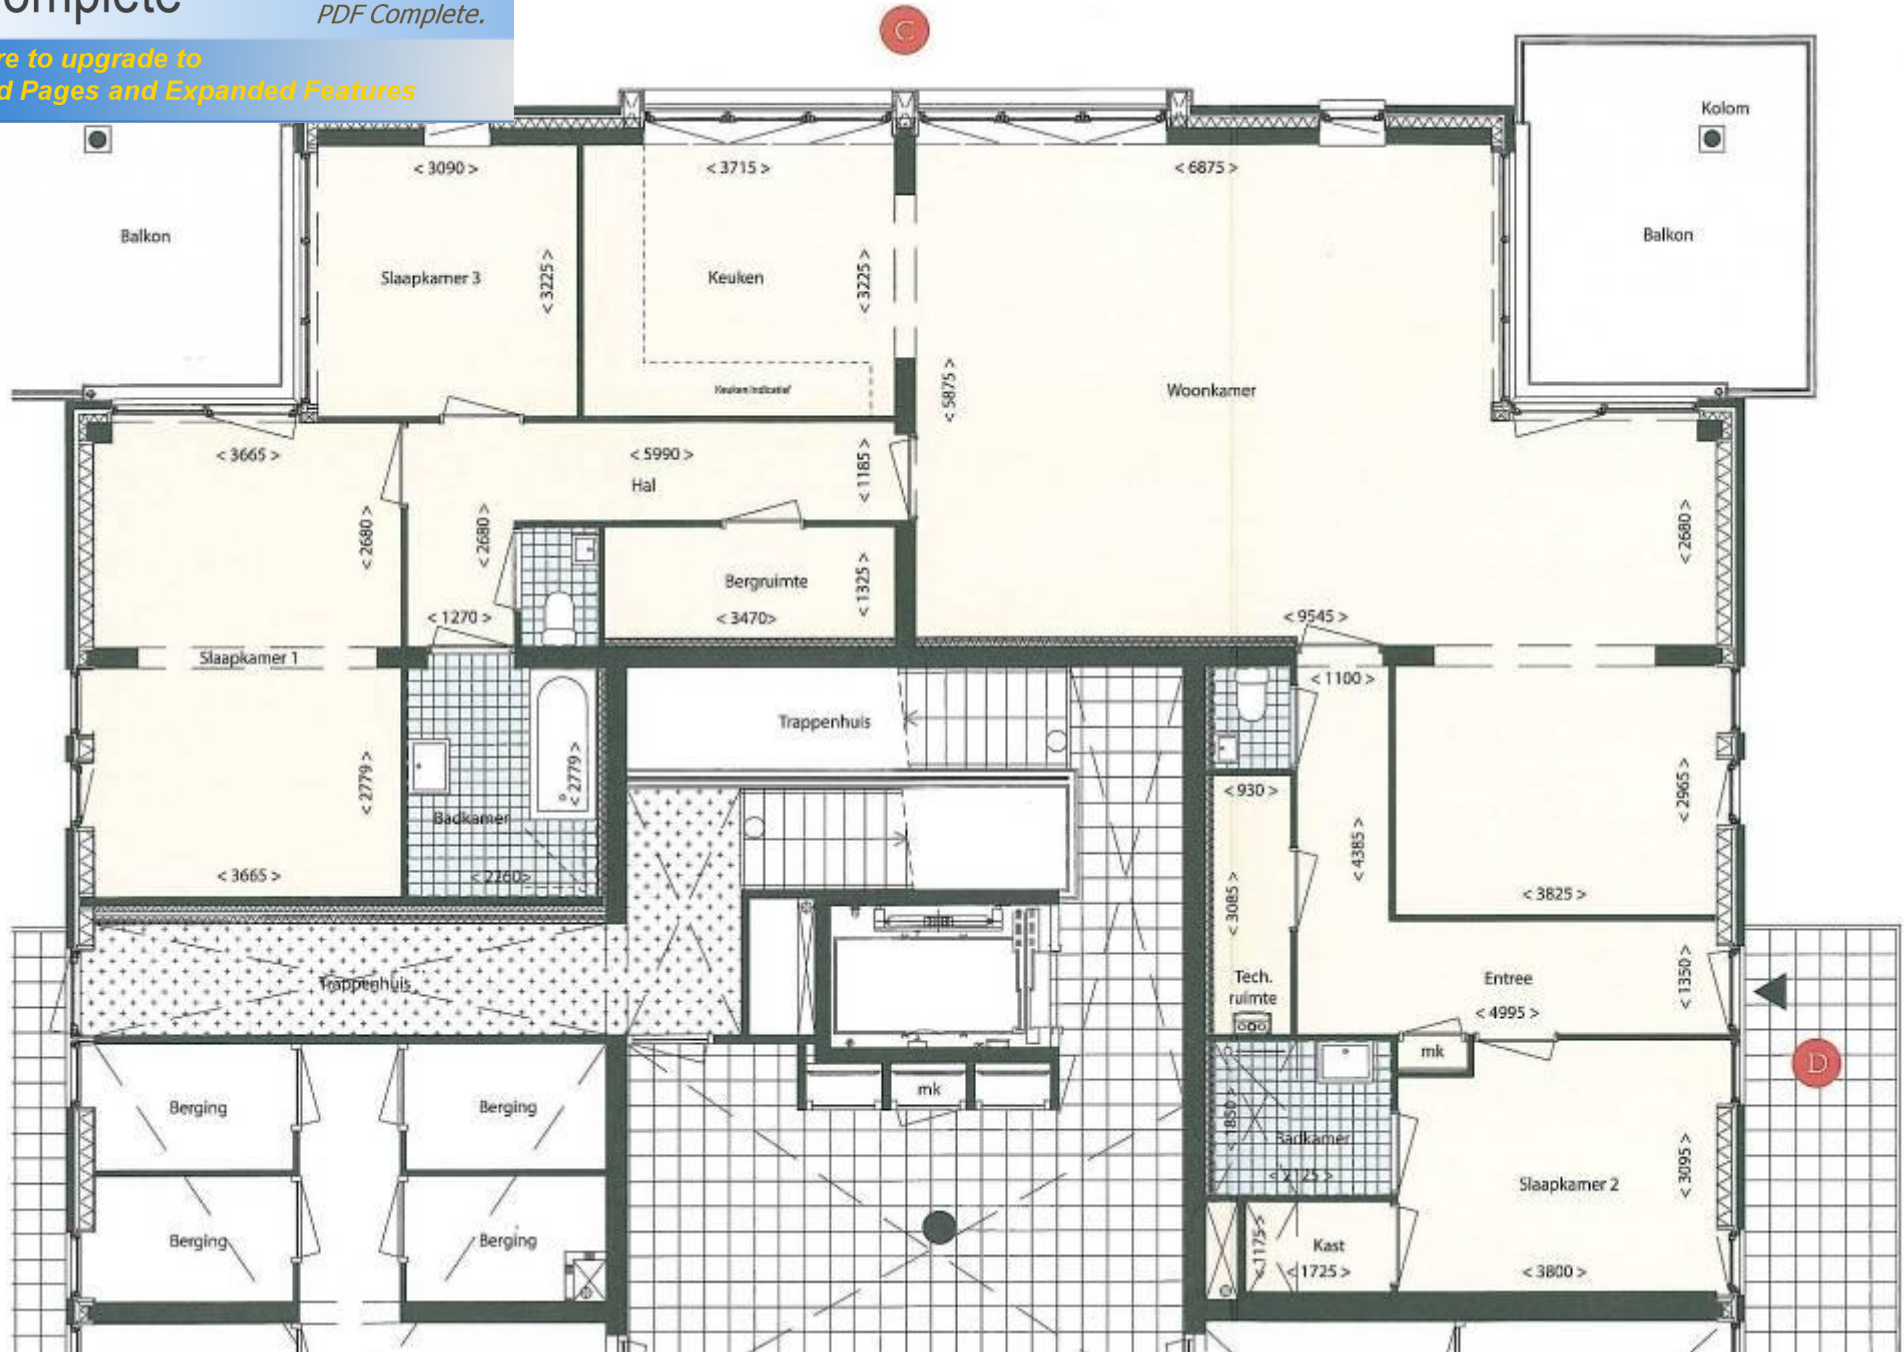 omplete
PDF Complete.
re to upgrade to
d Pages and Expanded Features
C
Kolom
Balkon
Balkon
< 3090 >
< 3715 >
< 6875 >
Slaapkamer 3
< 3225 >
Keuken
< 3225 >
Keuken indicatief
< 5875 >
Woonkamer
< 3665 >
< 5990 >
Hal
< 1185 >
< 2680 >
< 2680 >
< 2680 >
Bergruimte
< 1325 >
< 3470>
< 1270 >
< 9545 >
Slaapkamer 1
< 1100 >
Trappenhuis
< 2779 >
< 2779 >
Badkamer
< 930 >
< 2965 >
< 4385 >
< 3665 >
< 2260>
< 3085 >
< 3825 >
Trappenhuis
Tech.
ruimte
Entree
< 4995 >
< 1350 >
D
mk
mk
Berging
Berging
< 1850 >
Badkamer
< 2125 >
< 3095 >
Slaapkamer 2
Berging
Berging
< 1175 >
Kast
< 1725 >
< 3800 >